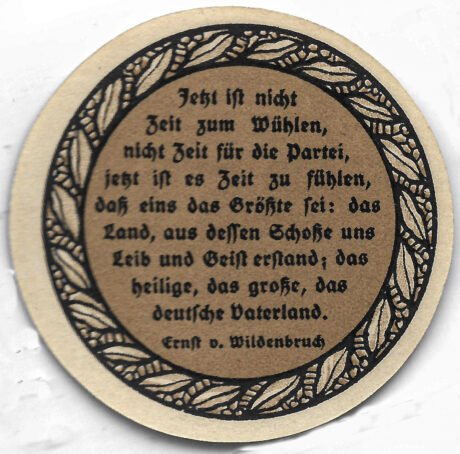 Jetzt ist nicht
Zeit zum Wühlen,
nicht Zeit für die Partei,
jetzt ist es Zeit zu fühlen,
daß eins das Größte sei: das
Land, aus dessen Schoße uns
Leib und Geist erstand; das
heilige, das große, das
deutsche Vaterland.
Ernst v. Wildenbruch